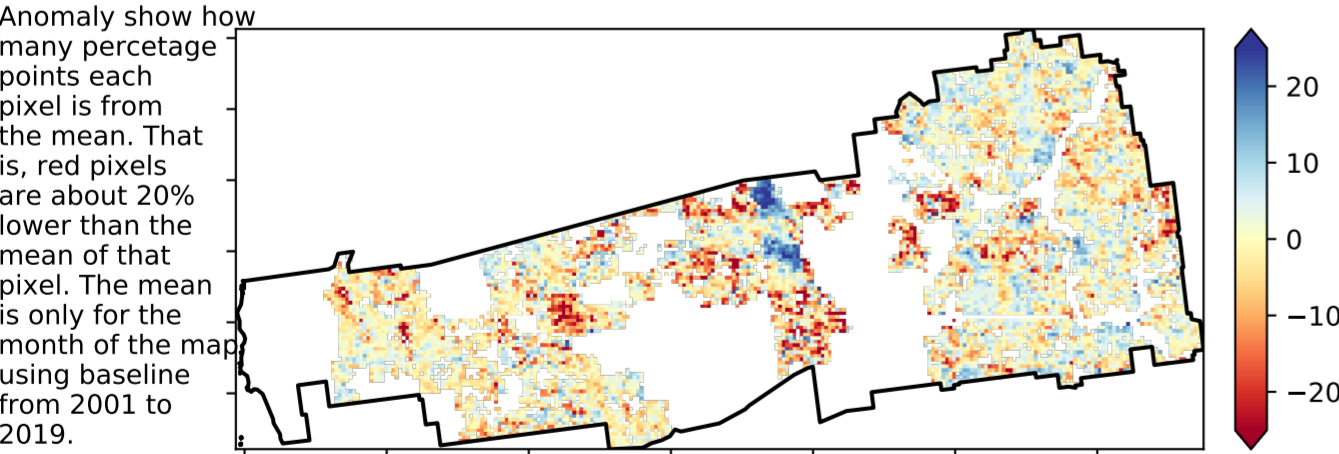 Anomaly show how
many percetage
points each
pixel is from
the mean. That
is, red pixels
are about 20%
lower than the
mean of that
pixel. The mean
is only for the
month of the map
using baseline
from 2001 to
2019.
20
10
0
−10
−20